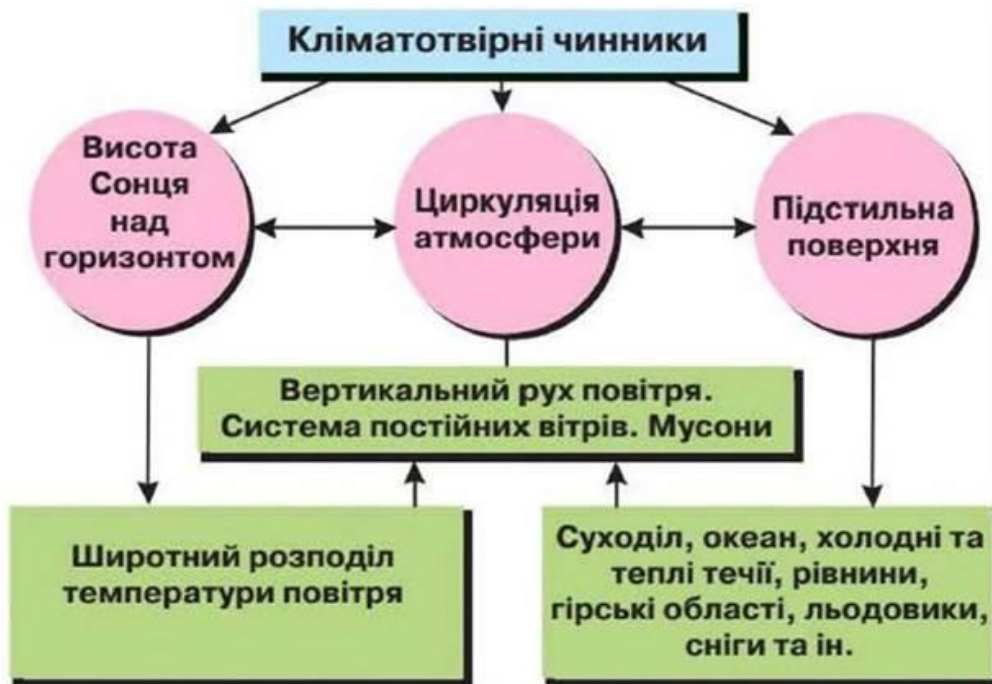 Кліматотвірні чинники
Висота
Сонця
над
горизонтом
Циркуляція
атмосфери
Підстильна
поверхня
Вертикальний рух повітря.
Система постійних вітрів. Мусони
Широтний розподіл
температури повітря
Суходіл, океан, холодні та
теплі течії, рівнини,
гірські області, льодовики,
сніги та ін.